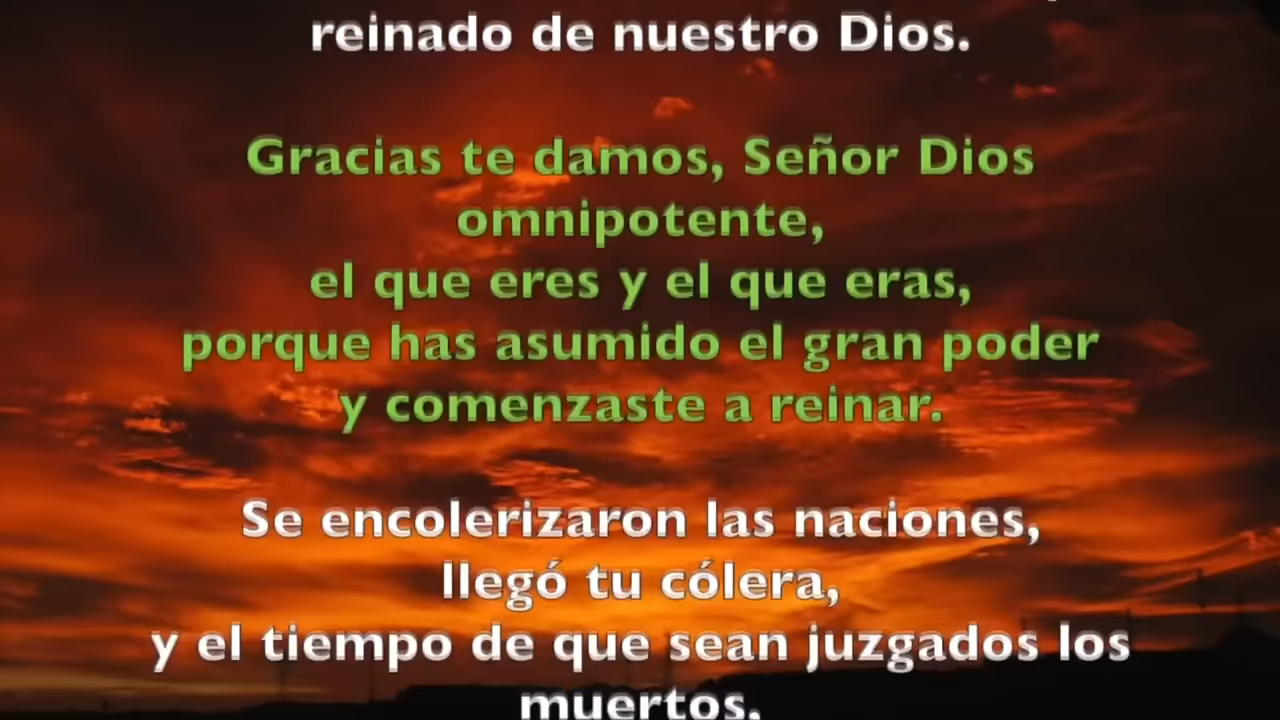 reinado de nuestro Dios.
Gracias te damos, Señor Dios
omnipotente,
el que eres y el que eras,
porque has asumido el gran poder
y comenzaste a reinar.
Se encolerizaron las naciones,
llegó tu cólera,
y el tiempo de que sean juzgados los
muertos,